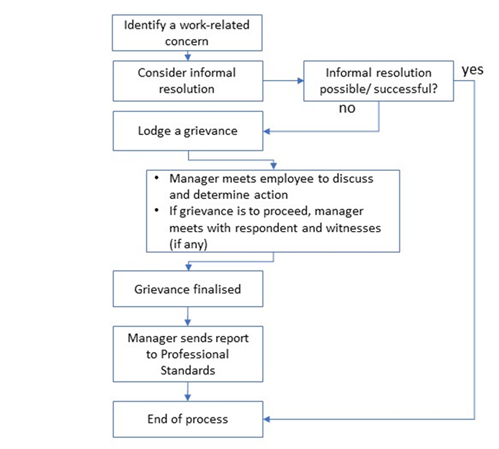 Identify a work-related
concern
Consider informal
resolution
Informal resolution
possible/ successful?
yes
no
Lodge a grievance
• Manager meets employee to discuss
and determine action
• If grievance is to proceed, manager
meets with respondent and witnesses
(if any)
Grievance finalised
Manager sends report
to Professional
Standards
End of process